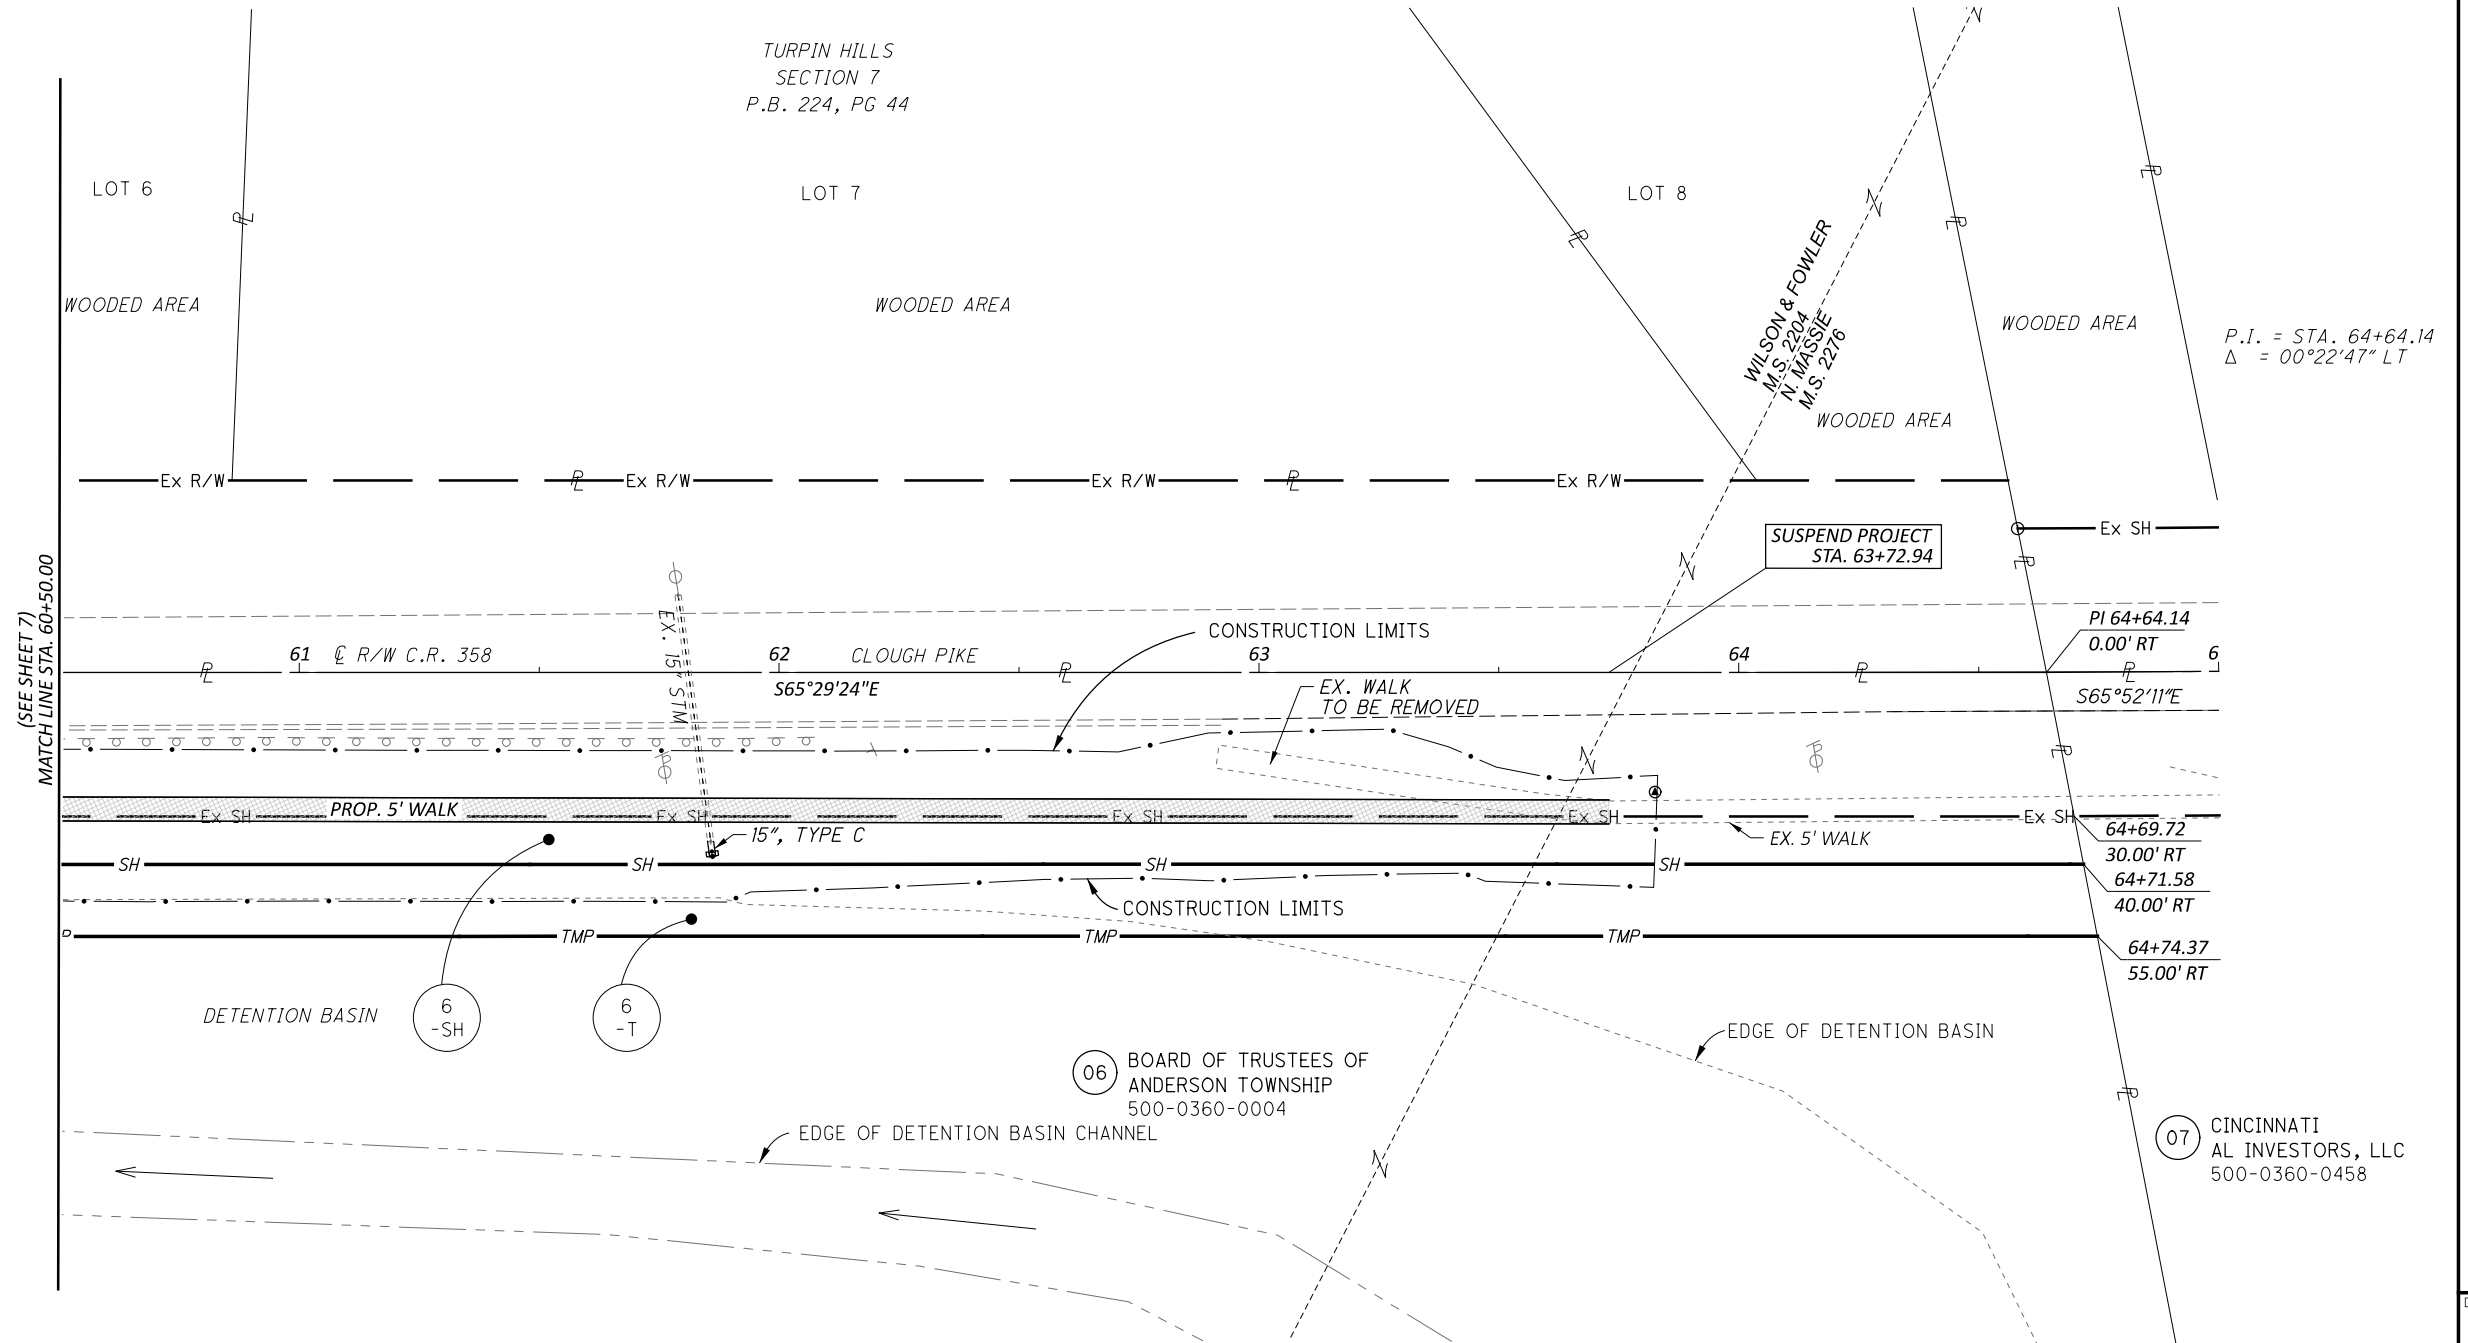 TURPIN HILLS
SECTION 7
P.B. 224, PG 44
LOT 6
LOT 7
LOT 8
WOODED AREA
WOODED AREA
WOODED AREA
WOODED AREA
WILSON & FOWLER
M.S. 2204
N. MASSIE
M.S. 2276
P.I. = STA. 64+64.14
Δ = 00°22'47" LT
Ex R/W
Ex R/W
Ex R/W
Ex R/W
Ex SH
SUSPEND PROJECT
STA. 63+72.94
(SEE SHEET 7)
MATCH LINE STA. 60+50.00
EX. 15" STM
CONSTRUCTION LIMITS
PI 64+64.14
0.00' RT
61
℄ R/W C.R. 358
62
CLOUGH PIKE
63
64
6
S65°29'24"E
S65°52'11"E
EX. WALK
TO BE REMOVED
PROP. 5' WALK
Ex SH
Ex SH
Ex SH
Ex SH
Ex SH
15", TYPE C
EX. 5' WALK
64+69.72
30.00' RT
SH
SH
SH
SH
64+71.58
40.00' RT
CONSTRUCTION LIMITS
TMP
TMP
TMP
64+74.37
55.00' RT
DETENTION BASIN
6
-SH
6
-T
EDGE OF DETENTION BASIN
06
BOARD OF TRUSTEES OF
ANDERSON TOWNSHIP
500-0360-0004
EDGE OF DETENTION BASIN CHANNEL
07
CINCINNATI
AL INVESTORS, LLC
500-0360-0458